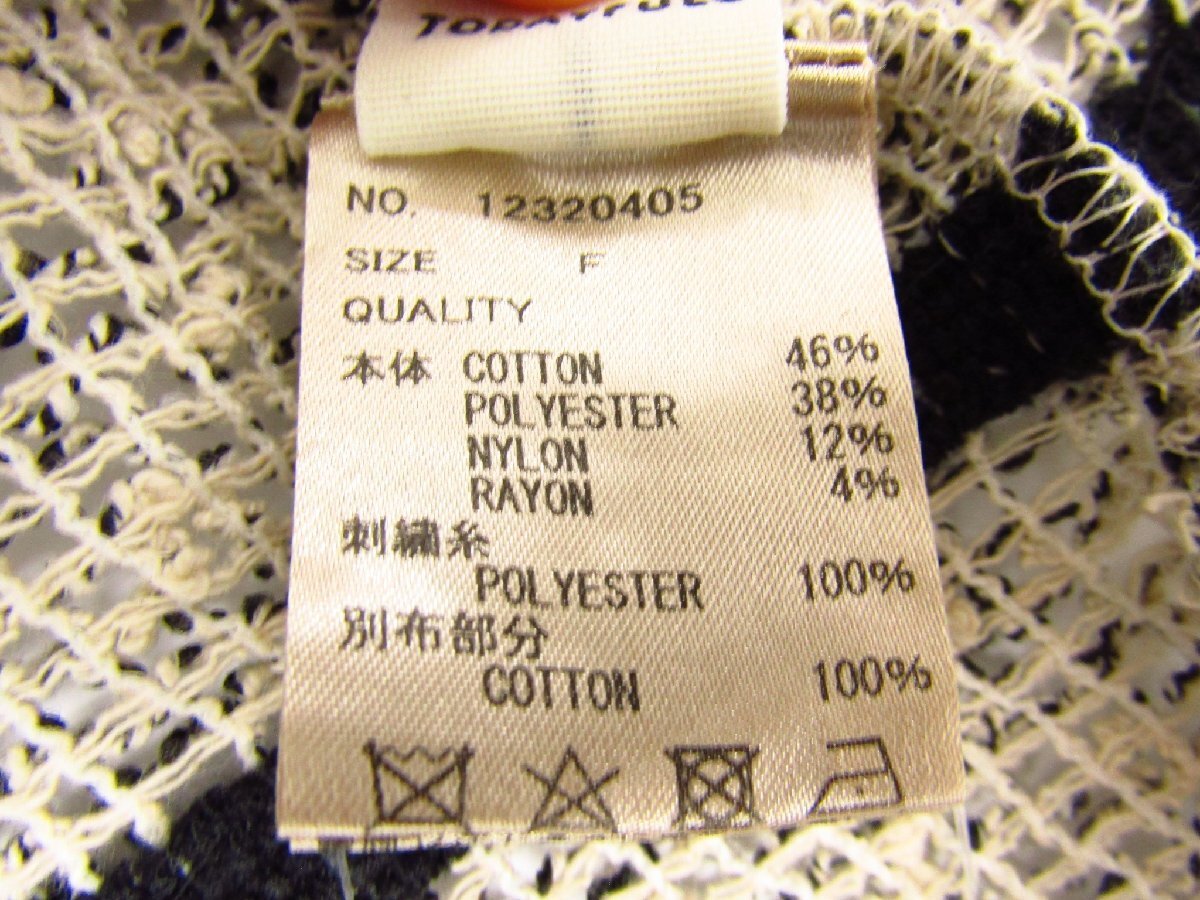 TODAYFUL
NO. 12320405
SIZE F
QUALITY
本体 COTTON 46%
POLYESTER 38%
NYLON 12%
RAYON 4%
刺繍糸
POLYESTER 100%
別布部分
COTTON 100%